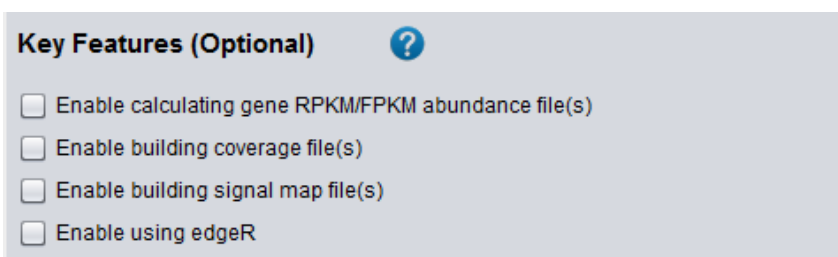 Key Features (Optional) ?
Enable calculating gene RPKM/FPKM abundance file(s)
Enable building coverage file(s)
Enable building signal map file(s)
Enable using edgeR